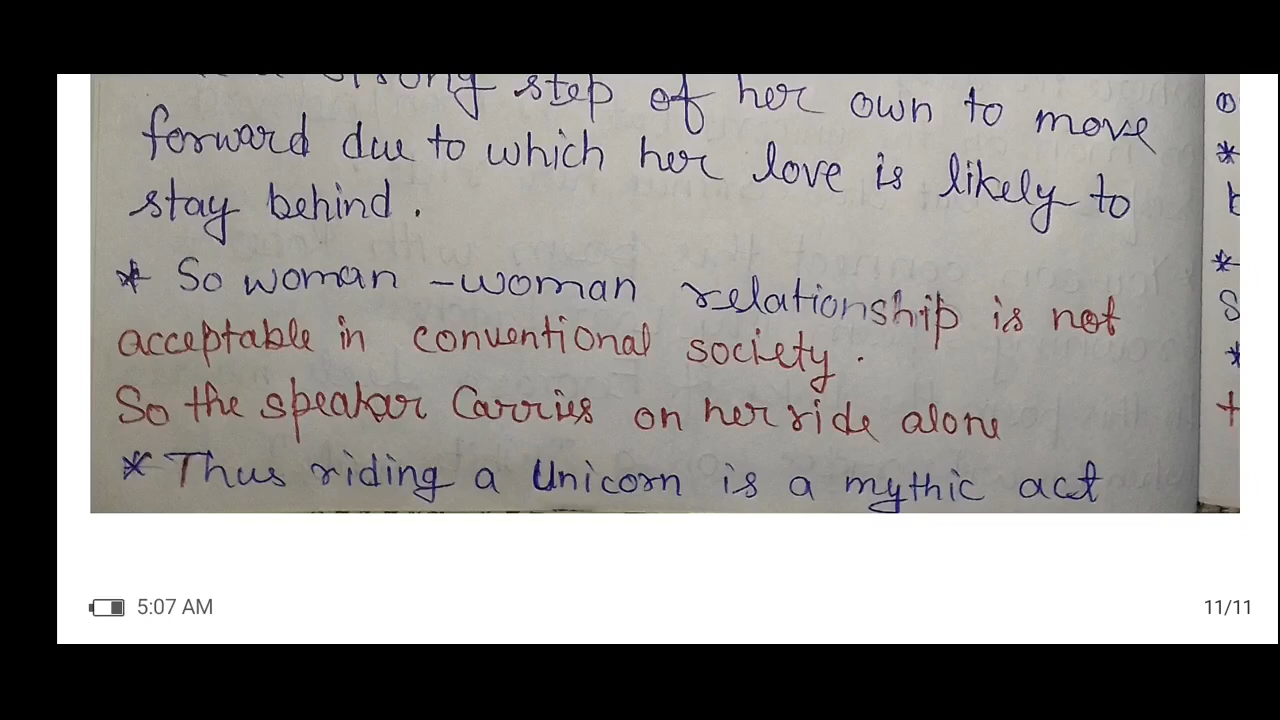 strong step of her own to move
forward due to which her love is likely to
stay behind.
* So woman - woman relationship is not
acceptable in conventional society.
So the speakar Carries on her ride alone
* Thus riding a Unicorn is a mythic act
5:07 AM
11/11